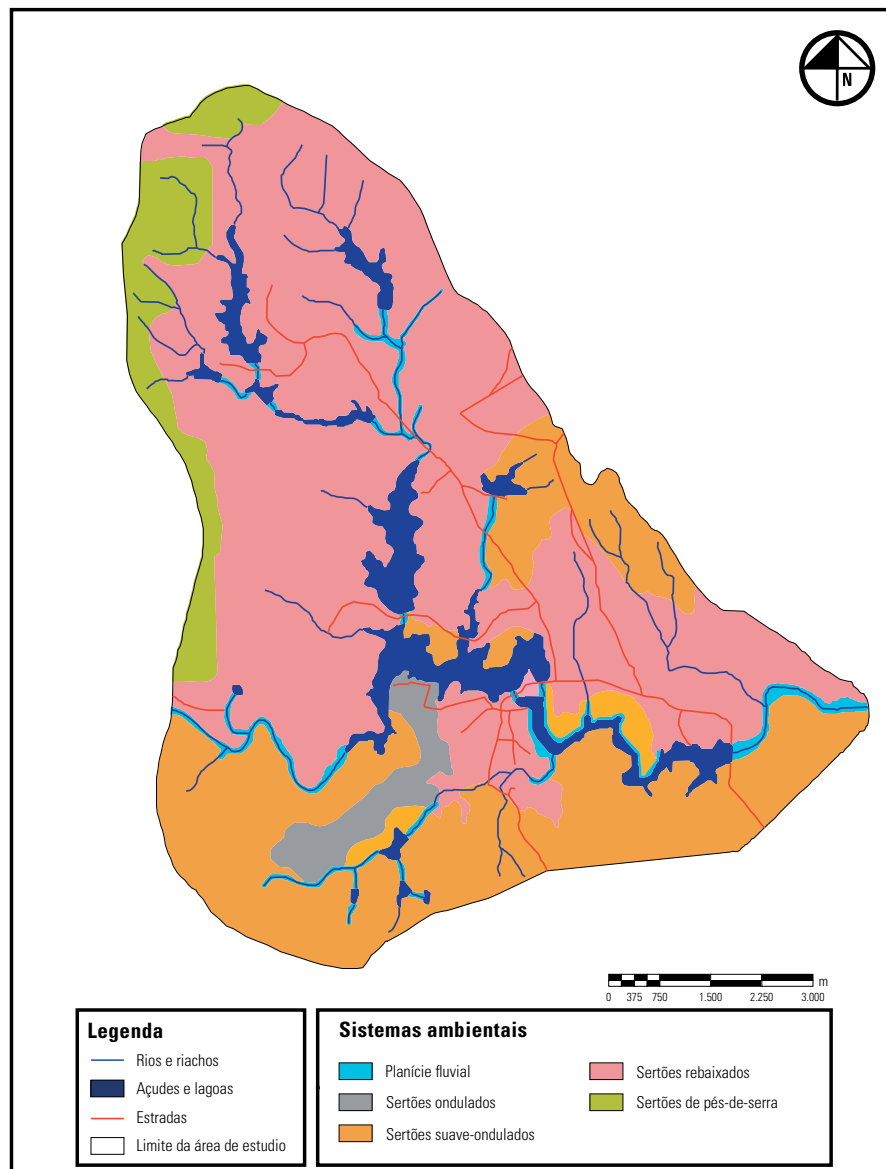 N
m
0 375 750 1.500 2.250 3.000
Legenda
Rios e riachos
Açudes e lagoas
Estradas
Limite da área de estudio
Sistemas ambientais
Planície fluvial
Sertões ondulados
Sertões suave-ondulados
Sertões rebaixados
Sertões de pés-de-serra